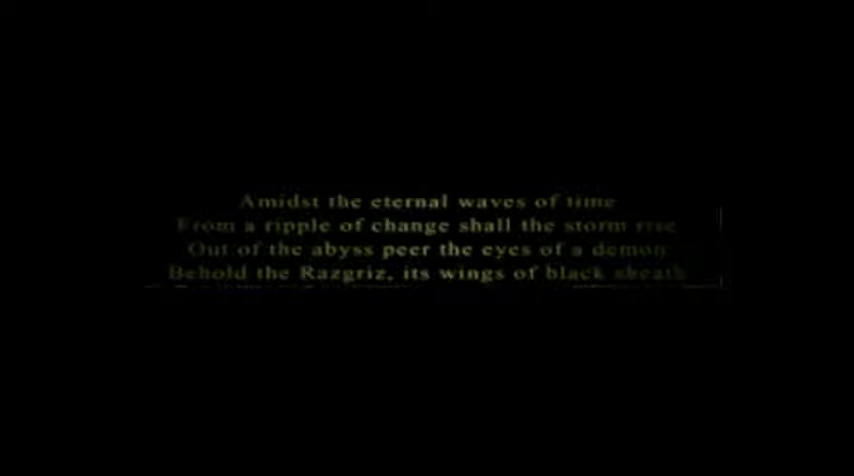 Amidst the eternal waves of time
From a ripple of change shall the storm rise
Out of the abyss peer the eyes of a demon
Behold the Razgriz, its wings of black sheath